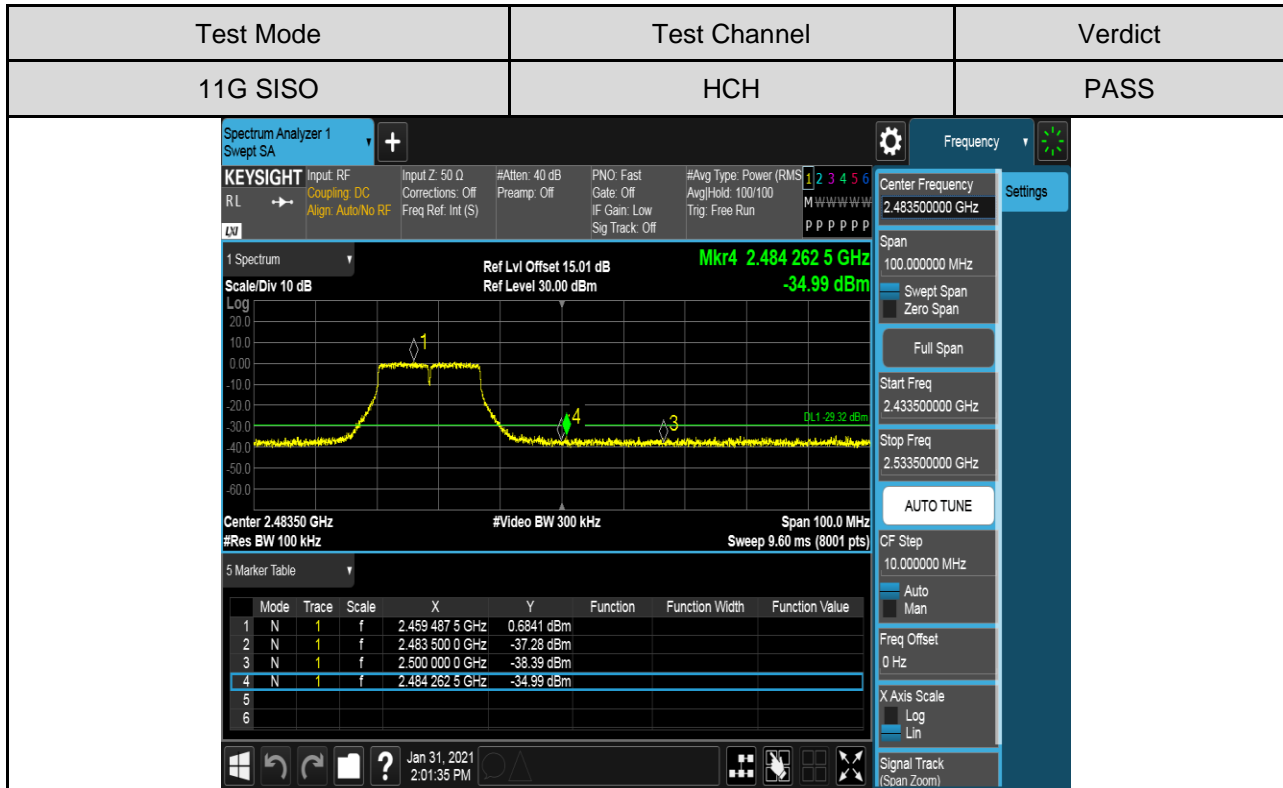 Test Mode Test Channel Verdict
11G SISO HCH PASS
Spectrum Analyzer 1
Swept SA
+
Frequency
KEYSIGHT Input: RF Input Z: 50 Ω #Atten: 40 dB PNO: Fast #Avg Type: Power (RMS 1 2 3 4 5 6
RL Coupling: DC Corrections: Off Preamp: Off Gate: Off Avg|Hold: 100/100 M W W W W W
Align: Auto/No RF Freq Ref: Int (S) IF Gain: Low Trig: Free Run
LXI Sig Track: Off P P P P P P
Center Frequency
2.483500000 GHz
Settings
Span
100.000000 MHz
Swept Span
Zero Span
Full Span
Start Freq
2.433500000 GHz
Stop Freq
2.533500000 GHz
AUTO TUNE
CF Step
10.000000 MHz
Auto
Man
Freq Offset
0 Hz
X Axis Scale
Log
Lin
Signal Track
(Span Zoom)
1 Spectrum Ref Lvl Offset 15.01 dB Mkr4 2.484 262 5 GHz
Scale/Div 10 dB Ref Level 30.00 dBm -34.99 dBm
Log
20.0
10.0
0.00
-10.0
-20.0
-30.0
-40.0
-50.0
-60.0
1
4
3
DL1 -29.32 dBm
Center 2.48350 GHz #Video BW 300 kHz Span 100.0 MHz
#Res BW 100 kHz Sweep 9.60 ms (8001 pts)
5 Marker Table
Mode Trace Scale X Y Function Function Width Function Value
1 N 1 f 2.459 487 5 GHz 0.6841 dBm
2 N 1 f 2.483 500 0 GHz -37.28 dBm
3 N 1 f 2.500 000 0 GHz -38.39 dBm
4 N 1 f 2.484 262 5 GHz -34.99 dBm
5
6
? Jan 31, 2021
2:01:35 PM